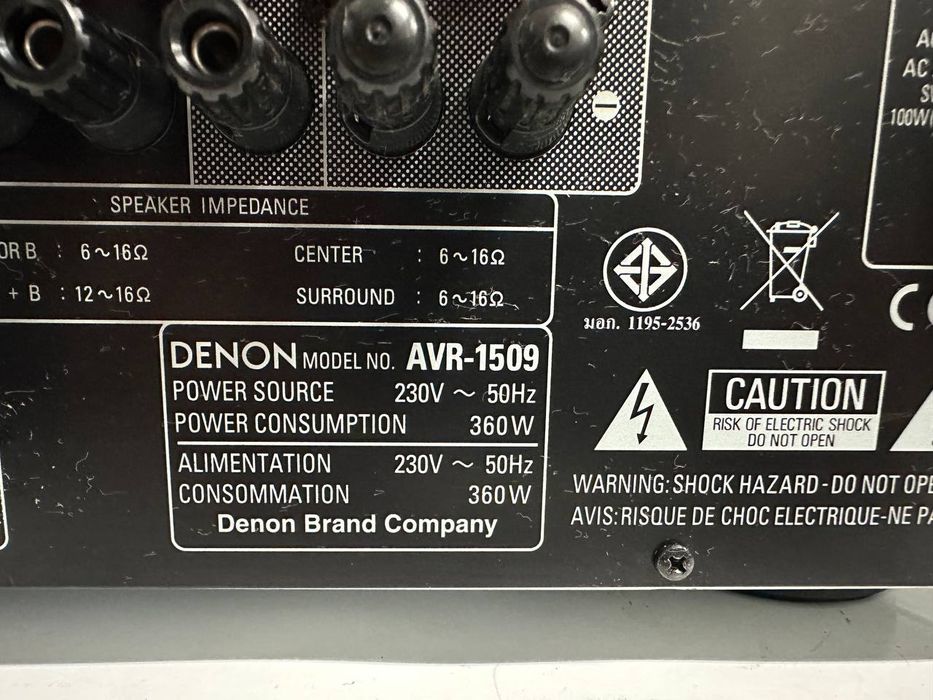 SPEAKER IMPEDANCE
OR B : 6~16Ω CENTER : 6~16Ω
+ B : 12~16Ω SURROUND : 6~16Ω
DENON MODEL NO. AVR-1509
POWER SOURCE 230V ~ 50Hz
POWER CONSUMPTION 360W
ALIMENTATION 230V ~ 50Hz
CONSOMMATION 360W
Denon Brand Company
มอก. 1195-2536
AC
100W
CE
CAUTION
RISK OF ELECTRIC SHOCK
DO NOT OPEN
WARNING: SHOCK HAZARD - DO NOT OPE
AVIS: RISQUE DE CHOC ELECTRIQUE-NE PA